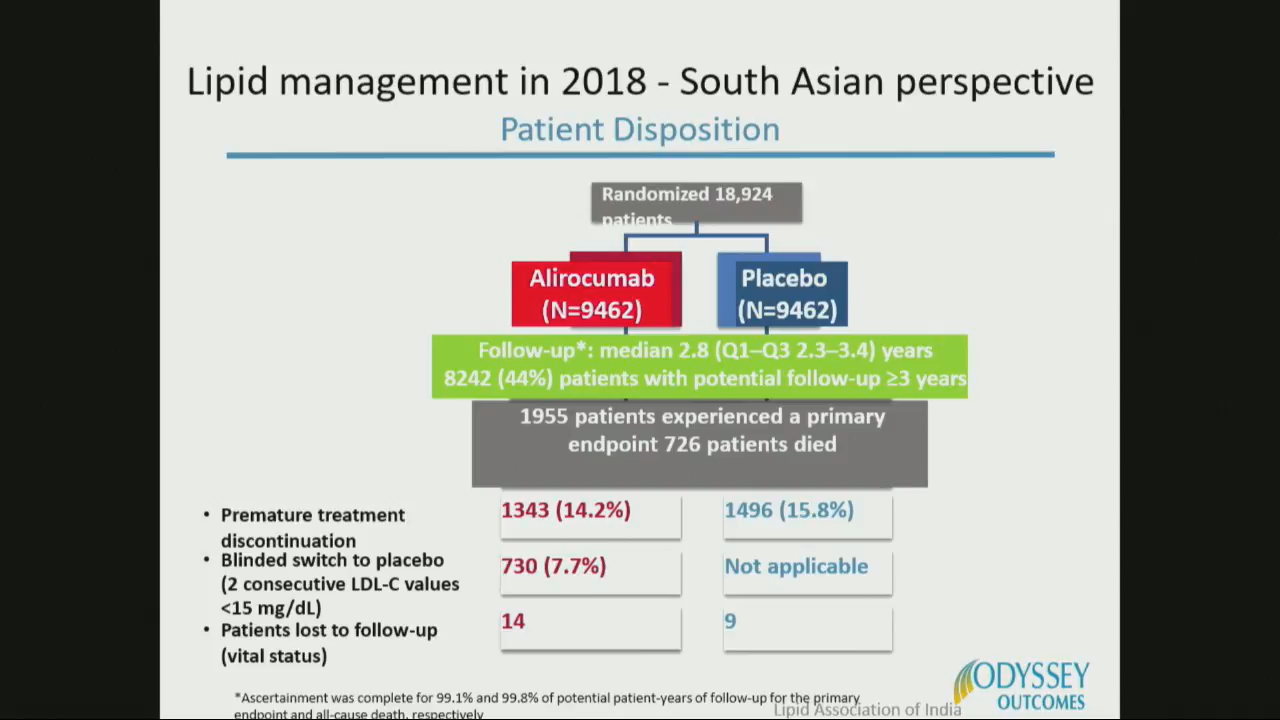 Lipid management in 2018 - South Asian perspective
Patient Disposition
Randomized 18,924
patients
Alirocumab
(N=9462)
Placebo
(N=9462)
Follow-up*: median 2.8 (Q1–Q3 2.3–3.4) years
8242 (44%) patients with potential follow-up ≥3 years
1955 patients experienced a primary
endpoint 726 patients died
• Premature treatment
discontinuation
1343 (14.2%)
1496 (15.8%)
• Blinded switch to placebo
(2 consecutive LDL-C values
<15 mg/dL)
730 (7.7%)
Not applicable
• Patients lost to follow-up
(vital status)
14
9
*Ascertainment was complete for 99.1% and 99.8% of potential patient-years of follow-up for the primary
endpoint and all-cause death, respectively
Lipid Association of India
ODYSSEY
OUTCOMES